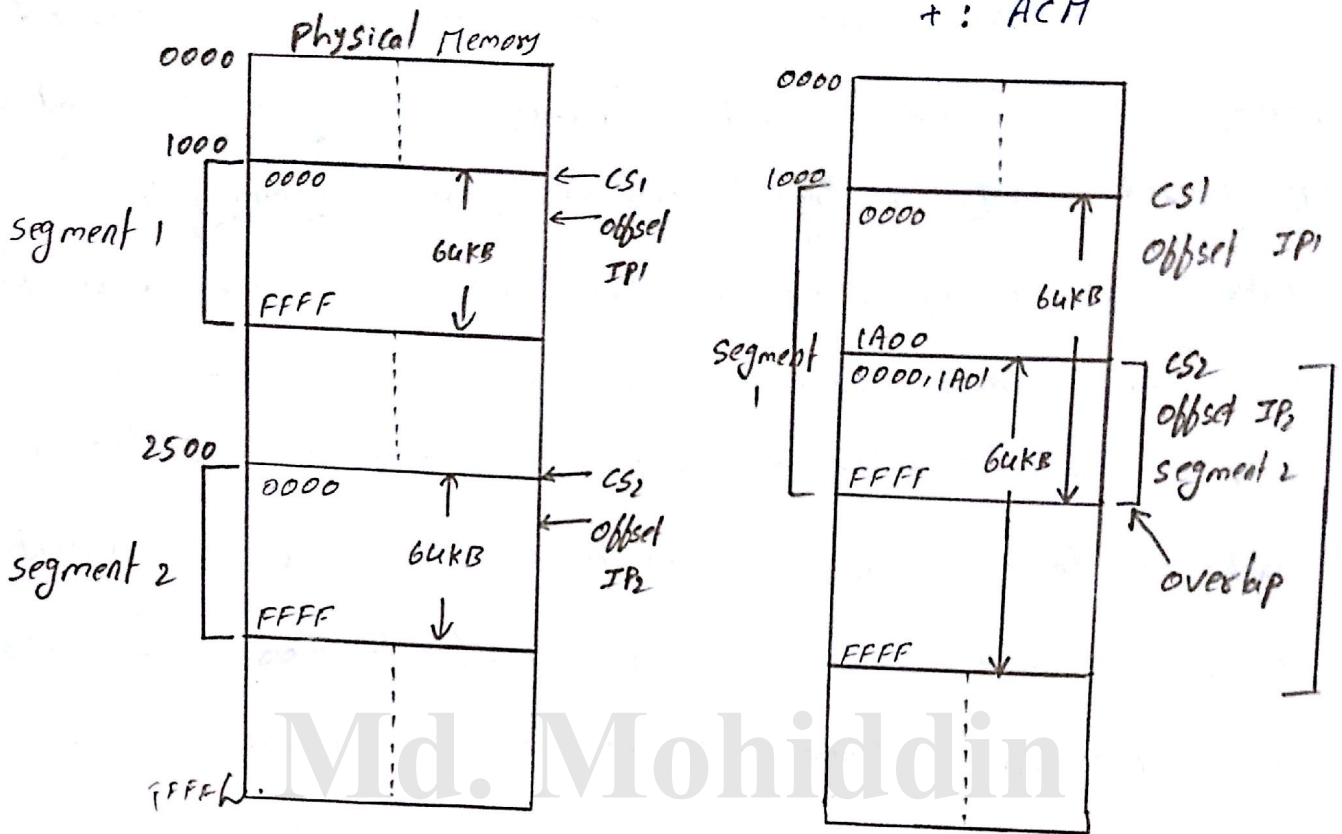 + : ACM
Physical Memory
0000
1000
0000
CS1
Segment 1
64KB
offset
IP1
FFFF
2500
0000
CS2
segment 2
64KB
offset
IP2
FFFF
0000
1000
0000
CS1
offset IP1
64KB
1A00
segment
1
0000, 1A01
CS2
offset
64KB
segment 2
FFFF
overlap
FFFF
Md. Mohiddin